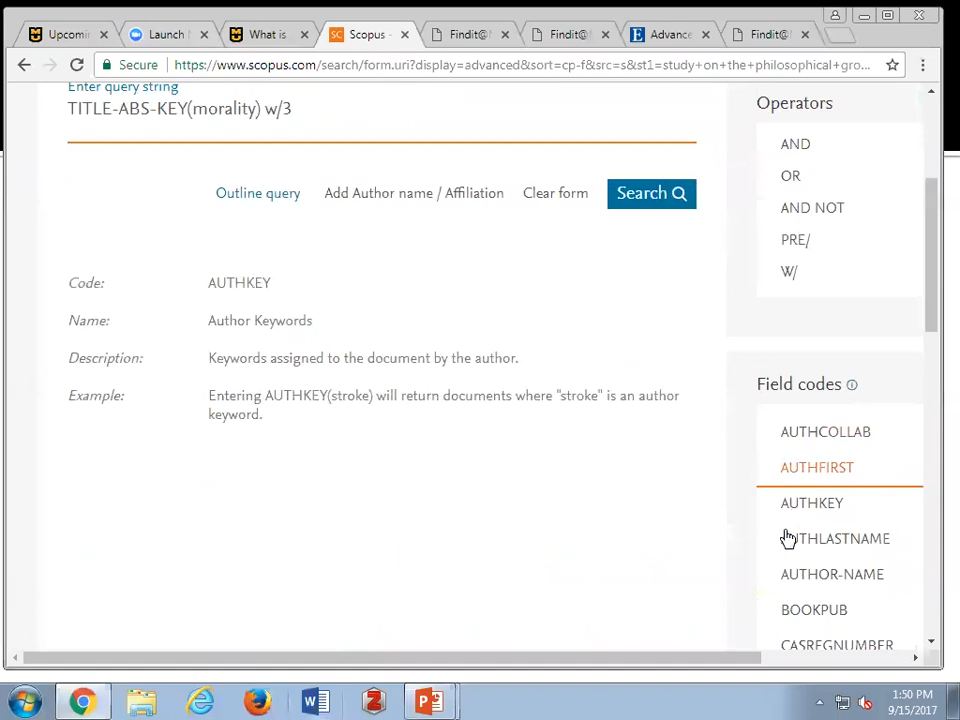 Upcomin
Launch
What is
Scopus -
Findit@
Findit@
Advance
Findit@
Secure
https://www.scopus.com/search/form.uri?display=advanced&sort=cp-f&src=s&st1=study+on+the+philosophical+gro...
Enter query string
TITLE-ABS-KEY(morality) w/3
Outline query Add Author name / Affiliation Clear form Search
Code: AUTHKEY
Name: Author Keywords
Description: Keywords assigned to the document by the author.
Example: Entering AUTHKEY(stroke) will return documents where "stroke" is an author
keyword.
Operators
AND
OR
AND NOT
PRE/
W/
Field codes
AUTHCOLLAB
AUTHFIRST
AUTHKEY
AUTHLASTNAME
AUTHOR-NAME
BOOKPUB
CASREGNUMBER
1:50 PM
9/15/2017